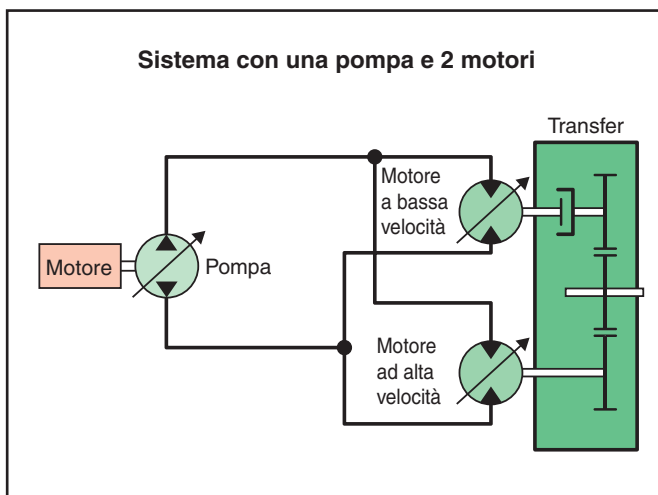 Sistema con una pompa e 2 motori
Transfer
Motore
a bassa
velocità
Motore
Pompa
Motore
ad alta
velocità